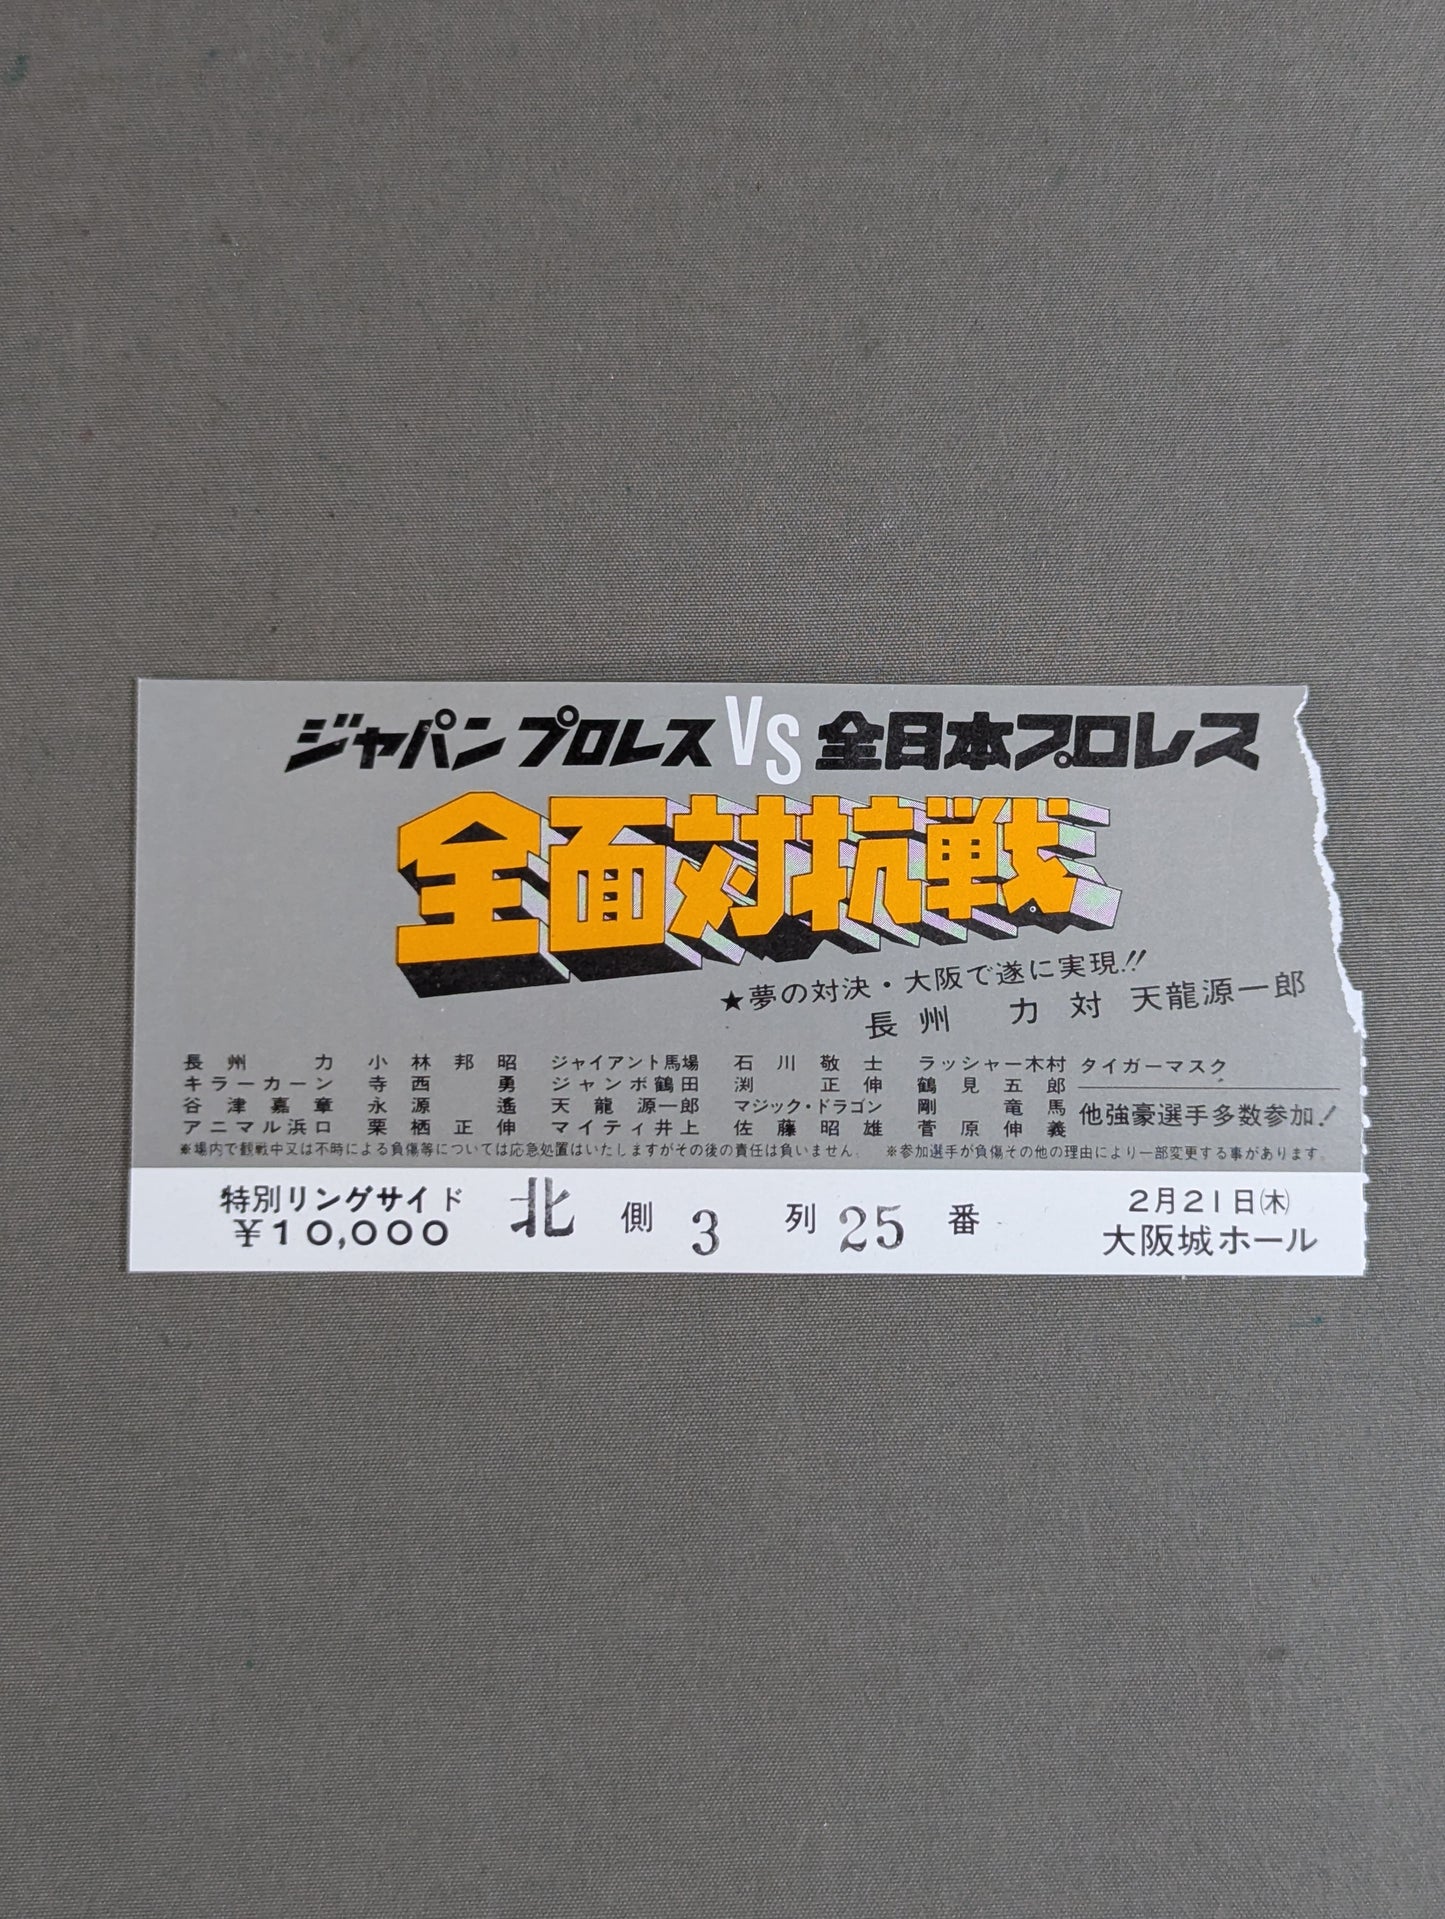 ジャパンプロレス VS 全日本プロレス
全面対抗戦
★夢の対決・大阪で遂に実現!!
長州 力 対 天龍源一郎
長州 力 小林邦昭 ジャイアント馬場 石川敬士 ラッシャー木村 タイガーマスク
キラーカーン 寺西 勇 ジャンボ鶴田 渕 正伸 鶴見五郎
谷津嘉章 永源 遙 天龍源一郎 マジック・ドラゴン 剛 竜馬 他強豪選手多数参加!
アニマル浜口 栗栖正伸 マイティ井上 佐藤昭雄 菅原伸義
※場内で観戦中又は不時による負傷等については応急処置はいたしますがその後の責任は負いません。 ※参加選手が負傷その他の理由により一部変更する事があります。
特別リングサイド
¥10,000
北側 3列 25番
2月21日㈭
大阪城ホール